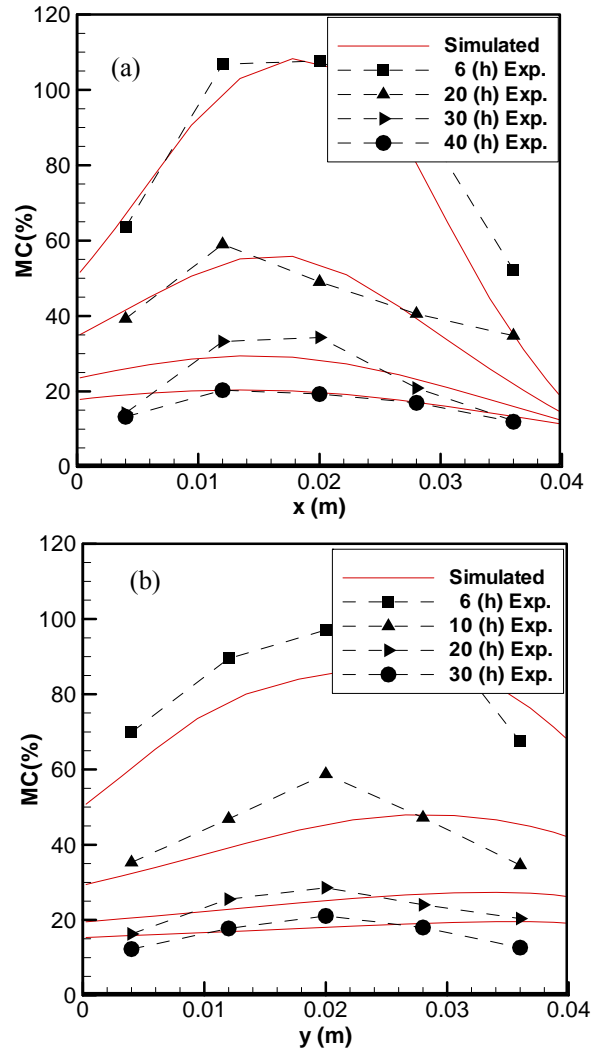 (a)
Simulated
6 (h) Exp.
20 (h) Exp.
30 (h) Exp.
40 (h) Exp.
MC(%)
120
100
80
60
40
20
0
0 0.01 0.02 0.03 0.04
x (m)
(b)
Simulated
6 (h) Exp.
10 (h) Exp.
20 (h) Exp.
30 (h) Exp.
MC(%)
120
100
80
60
40
20
0
0 0.01 0.02 0.03 0.04
y (m)